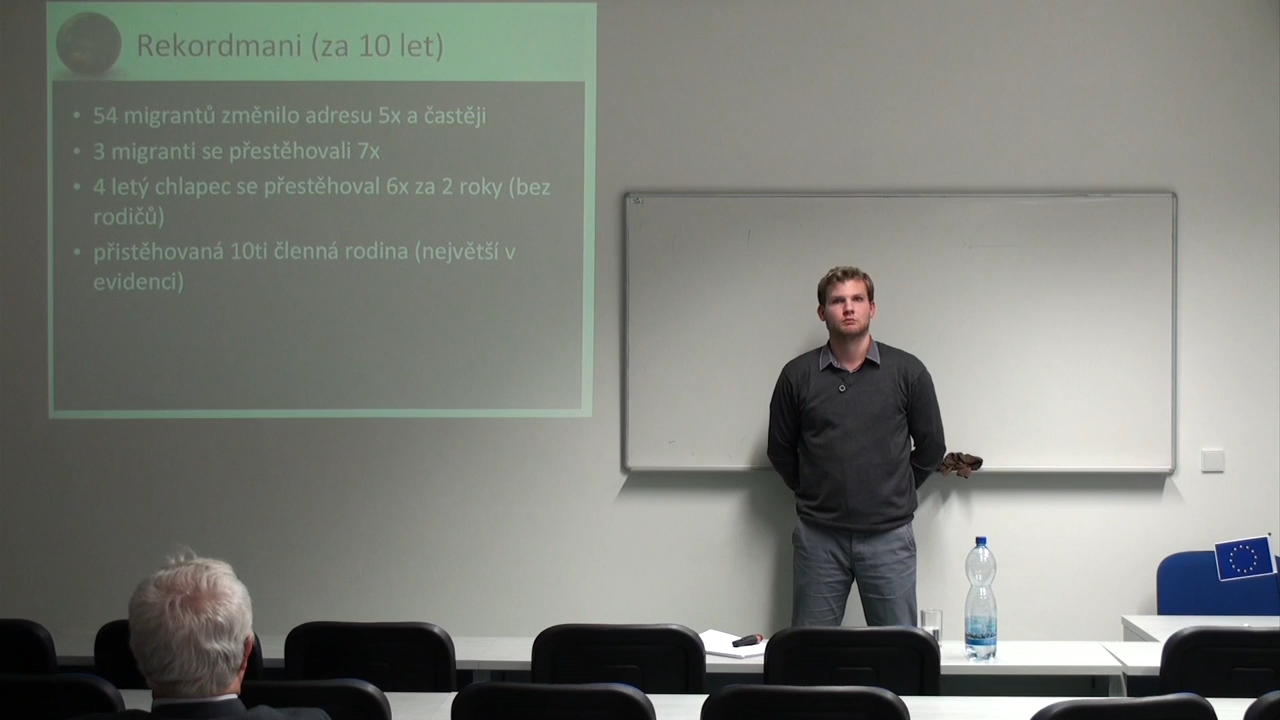 Rekordmani (za 10 let)
• 54 migrantů změnilo adresu 5x a častěji
• 3 migranti se přestěhovali 7x
• 4 letý chlapec se přestěhoval 6x za 2 roky (bez
rodičů)
• přistěhovaná 10ti členná rodina (největší v
evidenci)